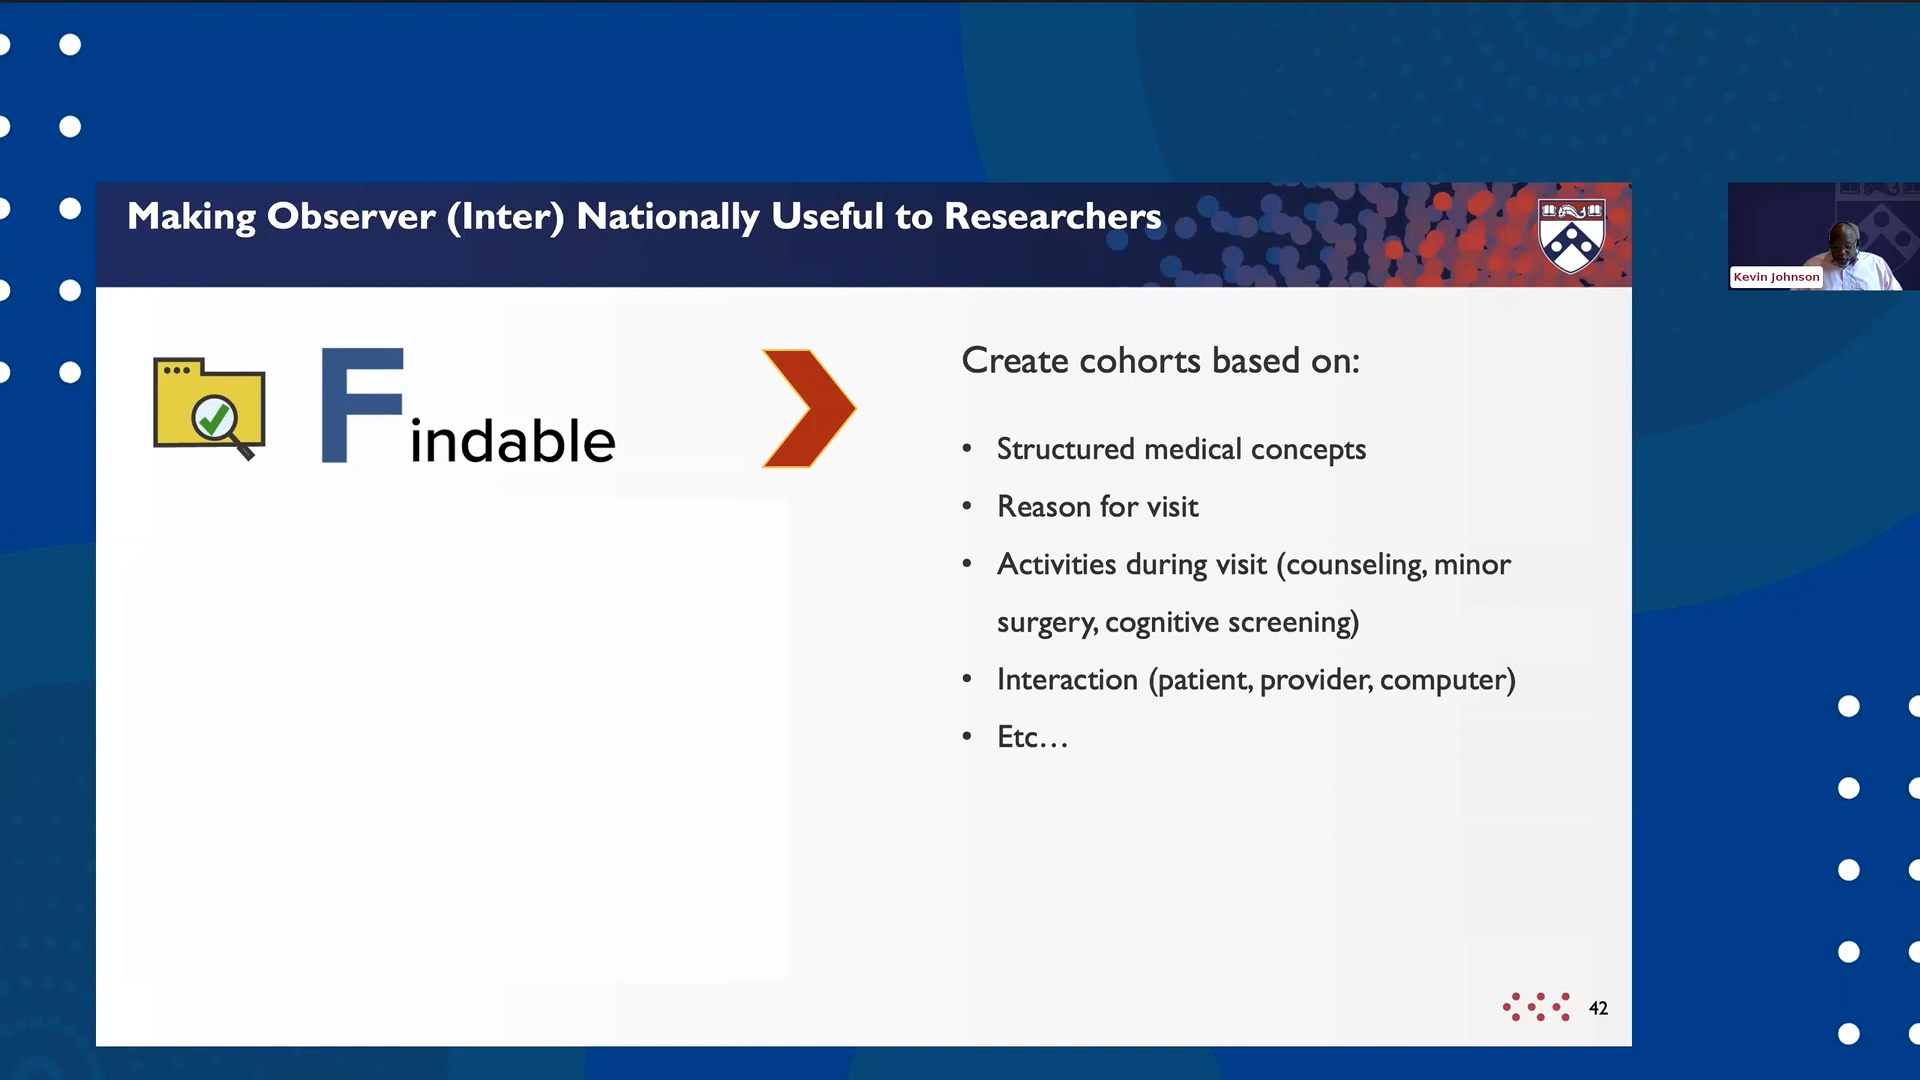 Making Observer (Inter) Nationally Useful to Researchers
Findable
Create cohorts based on:
• Structured medical concepts
• Reason for visit
• Activities during visit (counseling, minor
surgery, cognitive screening)
• Interaction (patient, provider, computer)
• Etc…
42
Kevin Johnson